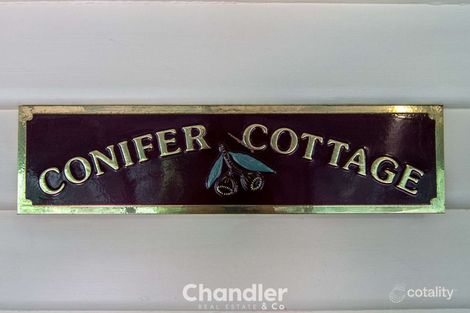 CONIFER COTTAGE
Chandler
REAL ESTATE & Co
cotality